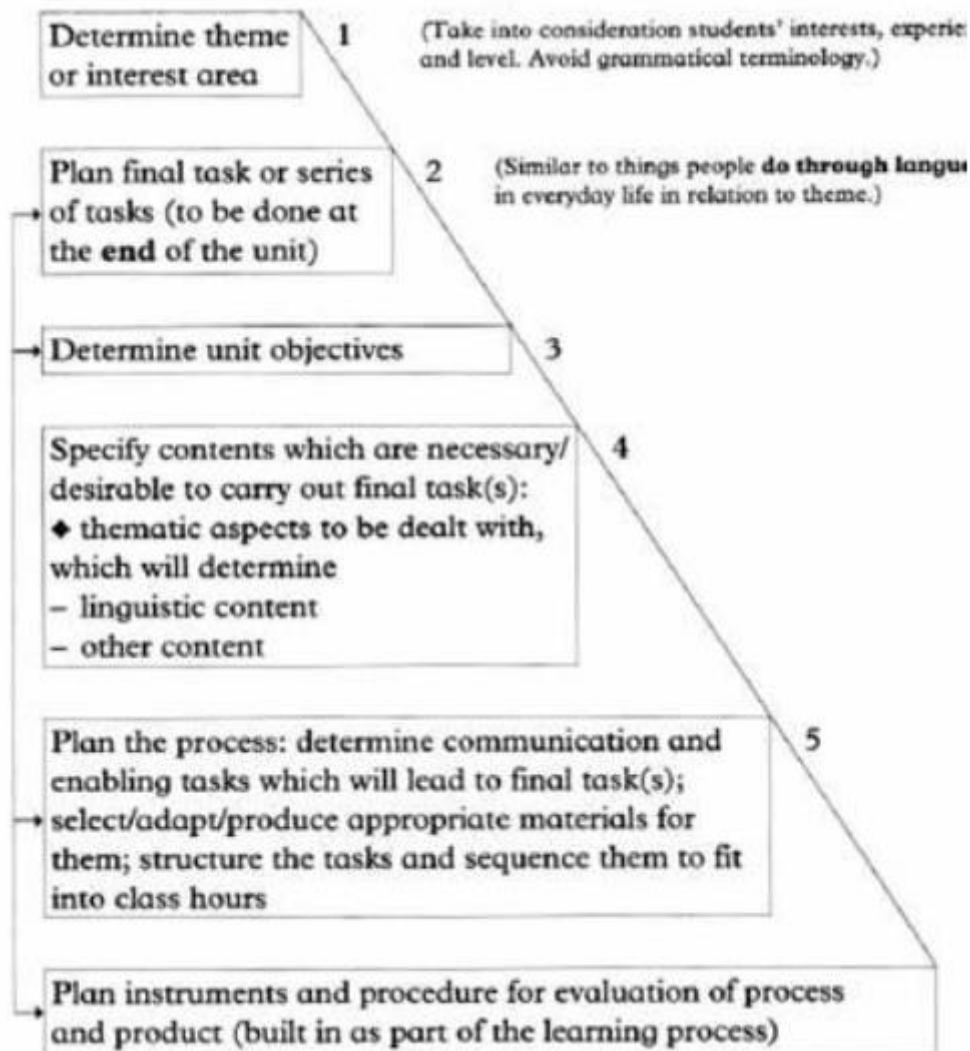 Determine theme
or interest area
1
(Take into consideration students' interests,
and level. Avoid grammatical terminology.)
Plan final task or series
of tasks (to be done at
the end of the unit)
2
(Similar to things people do through
in everyday life in relation to theme.)
Determine unit objectives
3
Specify contents which are necessary/
desirable to carry out final task(s):
◆ thematic aspects to be dealt with,
which will determine
– linguistic content
– other content
4
Plan the process: determine communication and
enabling tasks which will lead to final task(s);
select/adapt/produce appropriate materials for
them; structure the tasks and sequence them to fit
into class hours
5
Plan instruments and procedure for evaluation of process
and product (built in as part of the learning process)